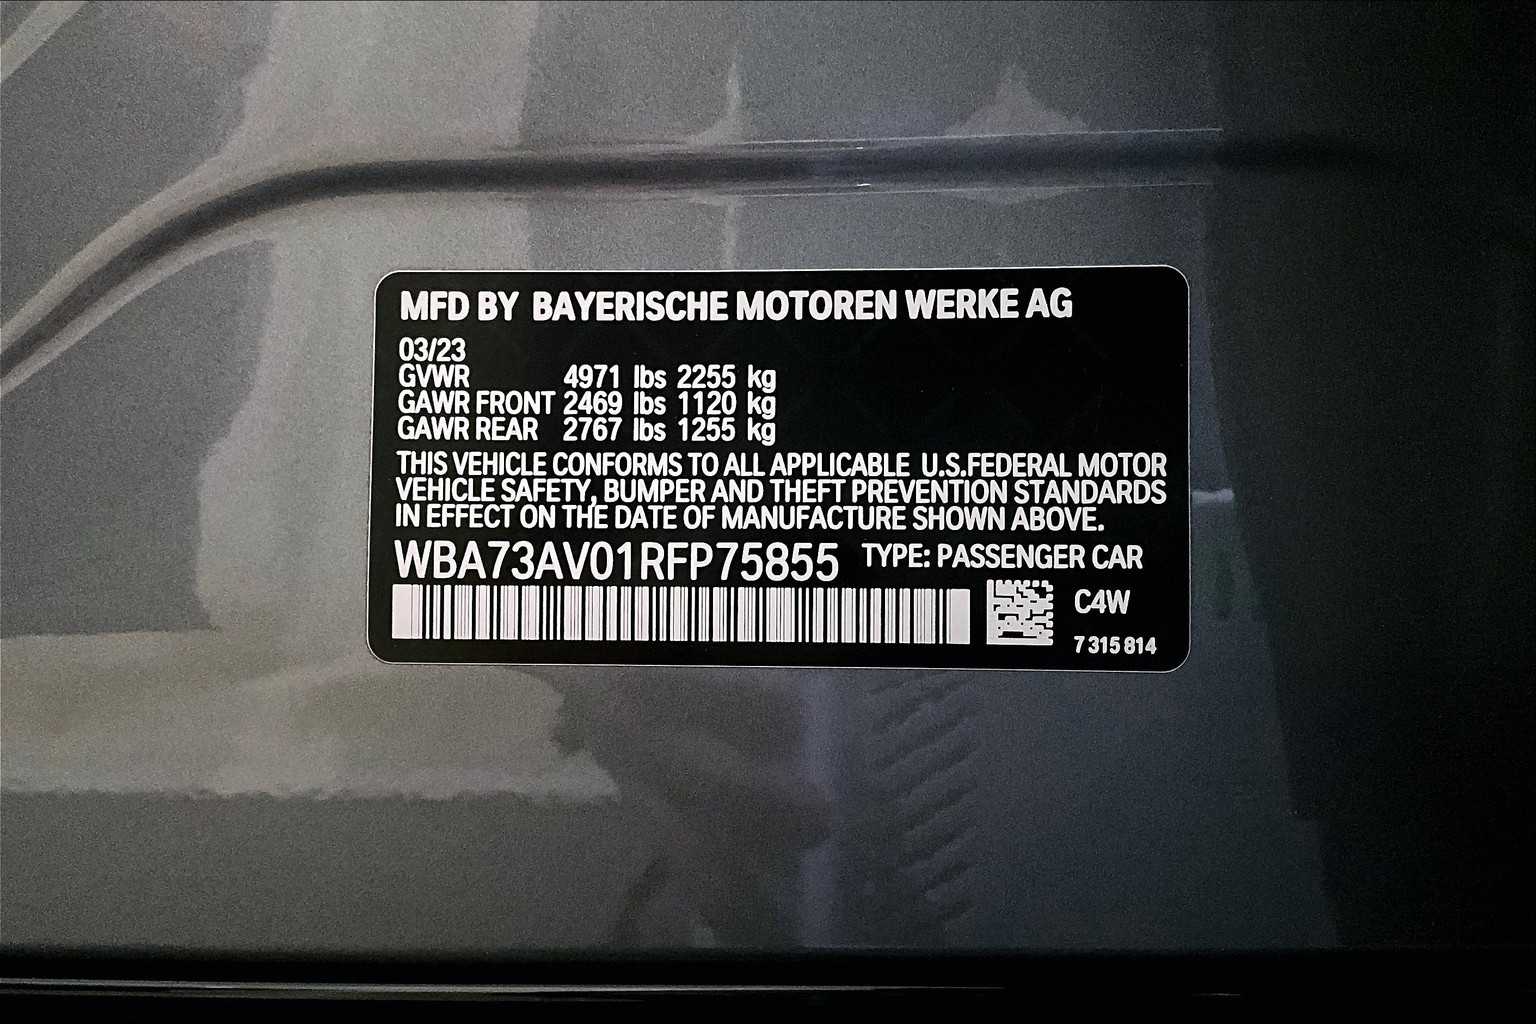 MFD BY BAYERISCHE MOTOREN WERKE AG
03/23
GVWR 4971 lbs 2255 kg
GAWR FRONT 2469 lbs 1120 kg
GAWR REAR 2767 lbs 1255 kg
THIS VEHICLE CONFORMS TO ALL APPLICABLE U.S.FEDERAL MOTOR
VEHICLE SAFETY, BUMPER AND THEFT PREVENTION STANDARDS
IN EFFECT ON THE DATE OF MANUFACTURE SHOWN ABOVE.
WBA73AV01RFP75855 TYPE: PASSENGER CAR
C4W
7 315 814